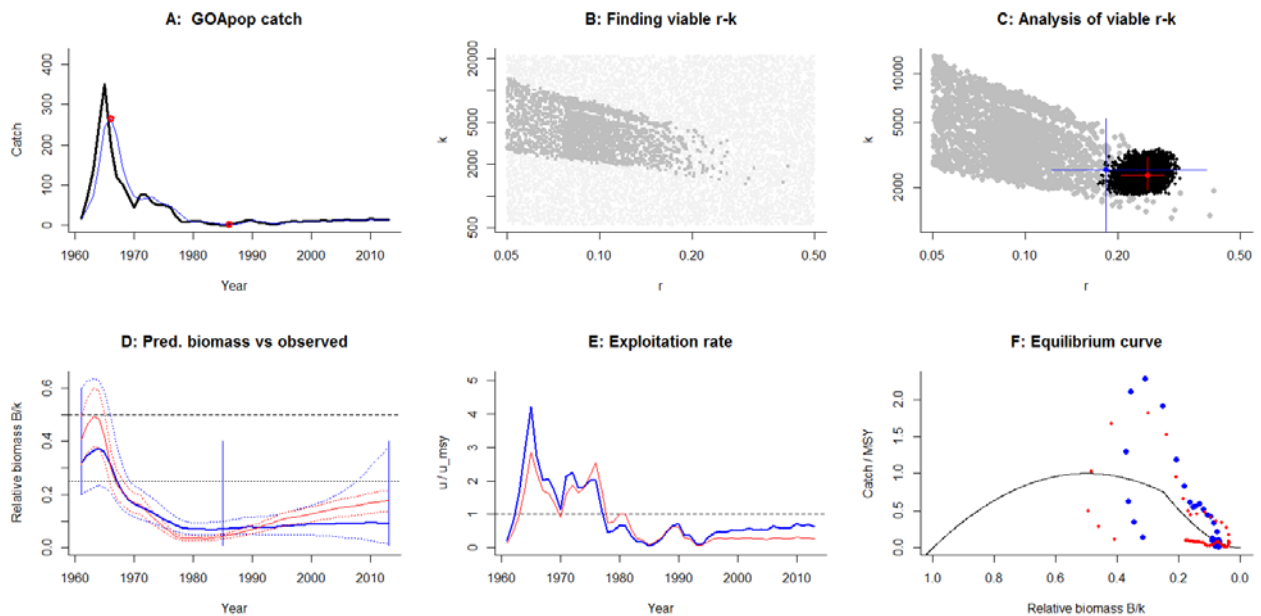 A: GOApop catch
B: Finding viable r-k
C: Analysis of viable r-k
Catch
400
300
200
100
0
1960 1970 1980 1990 2000 2010
Year
k
20000
5000
2000
500
0.05 0.10 0.20 0.50
r
k
10000
5000
2000
0.05 0.10 0.20 0.50
r
D: Pred. biomass vs observed
E: Exploitation rate
F: Equilibrium curve
Relative biomass B/k
0.6
0.4
0.2
0.0
1960 1970 1980 1990 2000 2010
Year
u / u_msy
5
4
3
2
1
0
1960 1970 1980 1990 2000 2010
Year
Catch / MSY
2.0
1.5
1.0
0.5
0.0
1.0 0.8 0.6 0.4 0.2 0.0
Relative biomass B/k